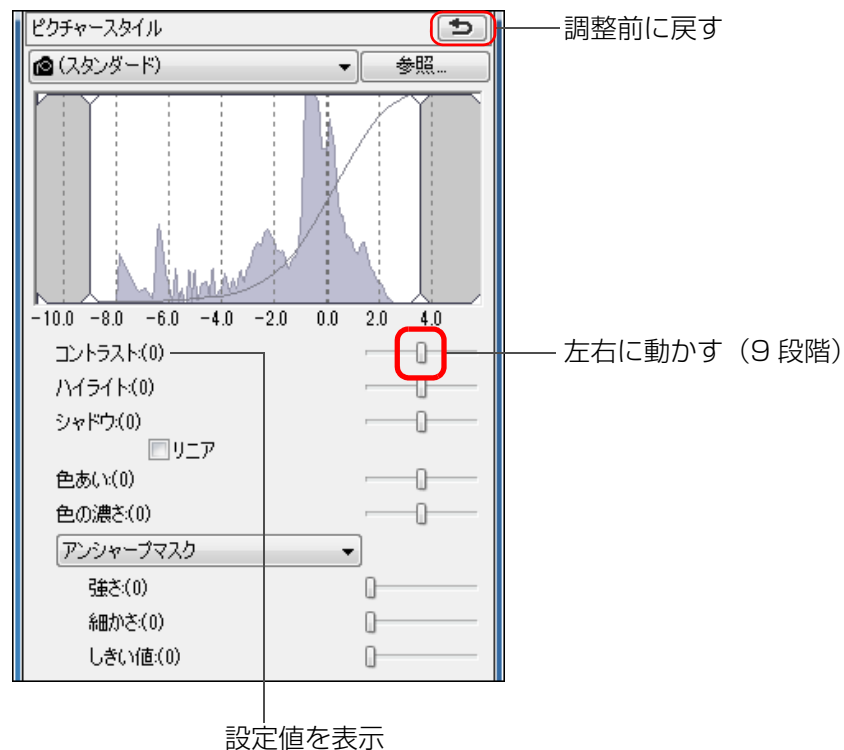 ピクチャースタイル
調整前に戻す
(スタンダード)
参照...
-10.0 -8.0 -6.0 -4.0 -2.0 0.0 2.0 4.0
コントラスト:(0)
左右に動かす（9 段階）
ハイライト:(0)
シャドウ:(0)
リニア
色あい:(0)
色の濃さ:(0)
アンシャープマスク
強さ:(0)
細かさ:(0)
しきい値:(0)
設定値を表示